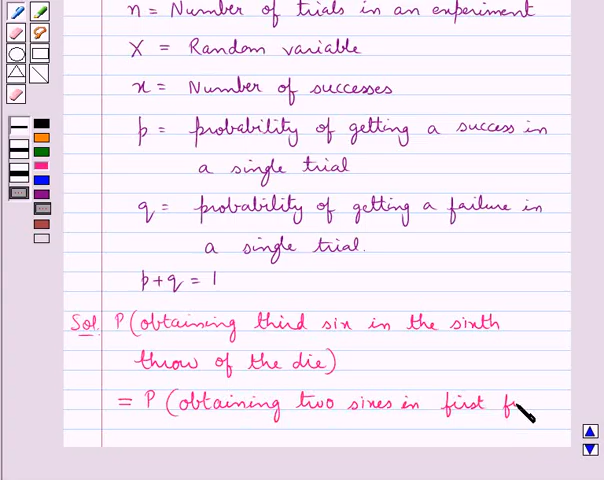 n = Number of trials in an experiment
X = Random variable
x = Number of successes
p = probability of getting a success in
a single trial
q = probability of getting a failure in
a single trial.
p+q = 1
Sol. P(obtaining third six in the sixth
throw of the die)
= P (obtaining two sixes in first